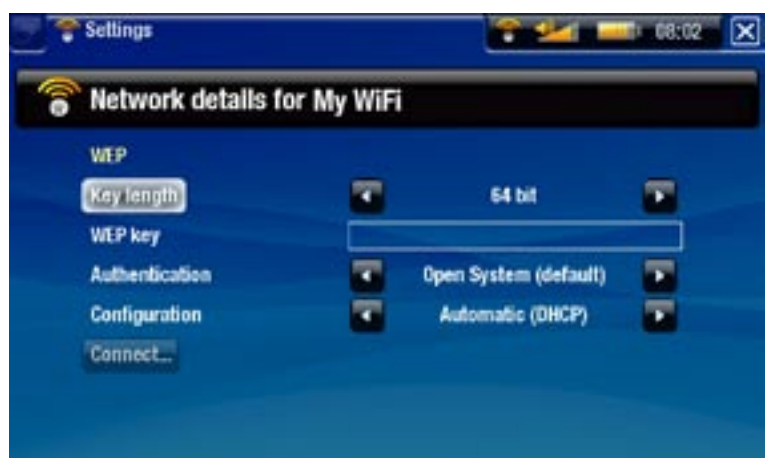 Settings 08:02
Network details for My WiFi
WEP
Key length 64 bit
WEP key
Authentication Open System (default)
Configuration Automatic (DHCP)
Connect...